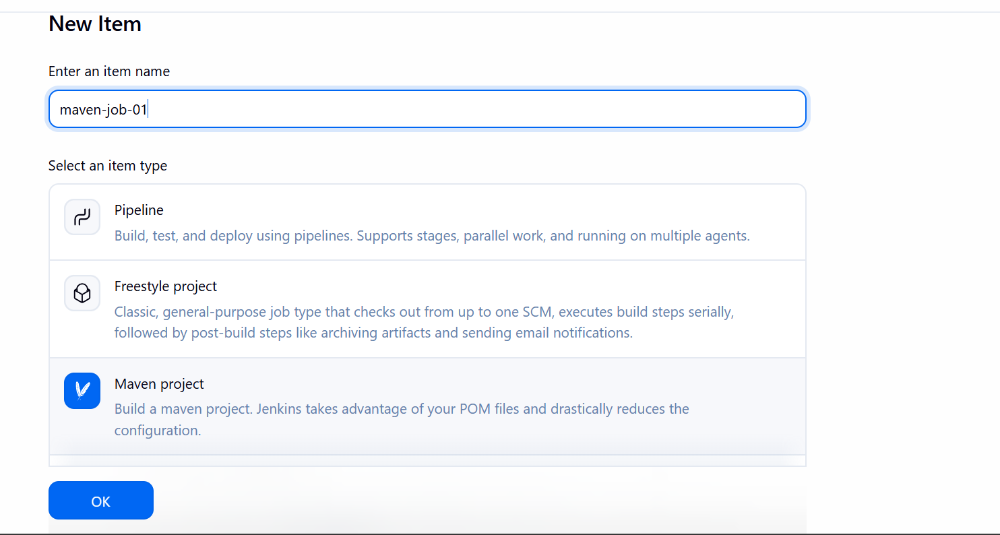 New Item
Enter an item name
maven-job-01
Select an item type
Pipeline
Build, test, and deploy using pipelines. Supports stages, parallel work, and running on multiple agents.
Freestyle project
Classic, general-purpose job type that checks out from up to one SCM, executes build steps serially,
followed by post-build steps like archiving artifacts and sending email notifications.
Maven project
Build a maven project. Jenkins takes advantage of your POM files and drastically reduces the
configuration.
OK